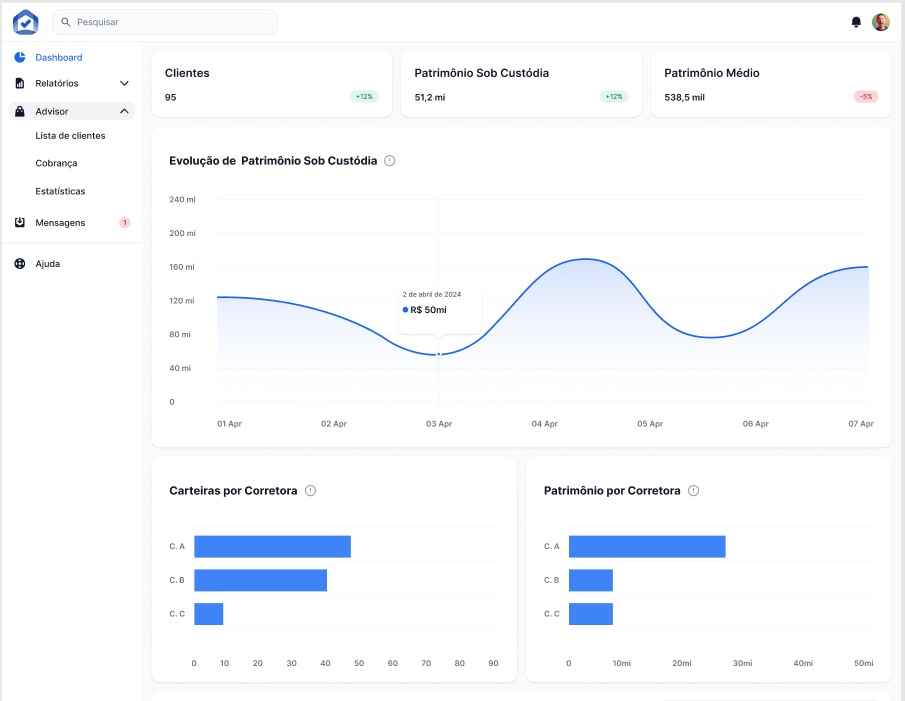 Pesquisar
Dashboard
Relatórios
Advisor
Lista de clientes
Cobrança
Estatísticas
Mensagens 1
Ajuda
Clientes
95 +12%
Patrimônio Sob Custódia
51,2 mi +12%
Patrimônio Médio
538,5 mil -5%
Evolução de Patrimônio Sob Custódia
240 mi
200 mi
160 mi
120 mi
80 mi
40 mi
0
2 de abril de 2024
R$ 50mi
01 Apr 02 Apr 03 Apr 04 Apr 05 Apr 06 Apr 07 Apr
Carteiras por Corretora
C. A
C. B
C. C
0 10 20 30 40 50 60 70 80 90
Patrimônio por Corretora
C. A
C. B
C. C
0 10mi 20mi 30mi 40mi 50mi